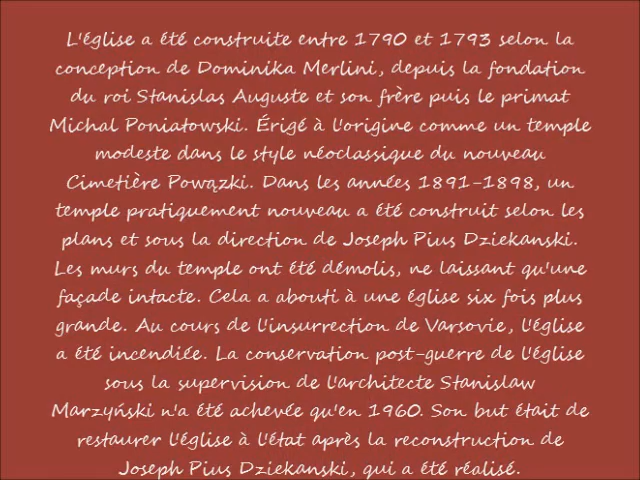 L'église a été construite entre 1790 et 1793 selon la
conception de Dominika Merlini, depuis la fondation
du roi Stanislas Auguste et son frère puis le primat
Michal Poniatowski. Érigé à l'origine comme un temple
modeste dans le style néoclassique du nouveau
Cimetière Powązki. Dans les années 1891-1898, un
temple pratiquement nouveau a été construit selon les
plans et sous la direction de Joseph Pius Dziekanski.
Les murs du temple ont été démolis, ne laissant qu'une
façade intacte. Cela a abouti à une église six fois plus
grande. Au cours de l'insurrection de Varsovie, l'église
a été incendiée. La conservation post-guerre de l'église
sous la supervision de l'architecte Stanislaw
Marzyński n'a été achevée qu'en 1960. Son but était de
restaurer l'église à l'état après la reconstruction de
Joseph Pius Dziekanski, qui a été réalisé.